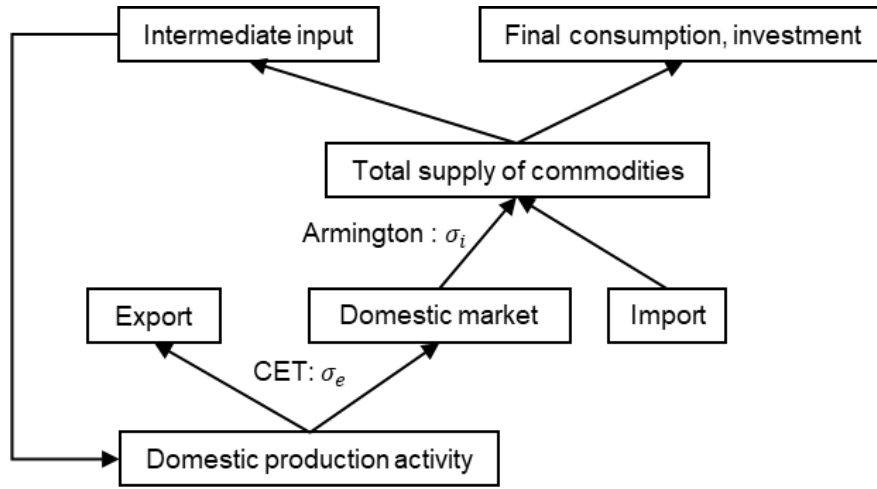 Intermediate input
Final consumption, investment
Total supply of commodities
Armington : σᵢ
Export
Domestic market
Import
CET: σₑ
Domestic production activity